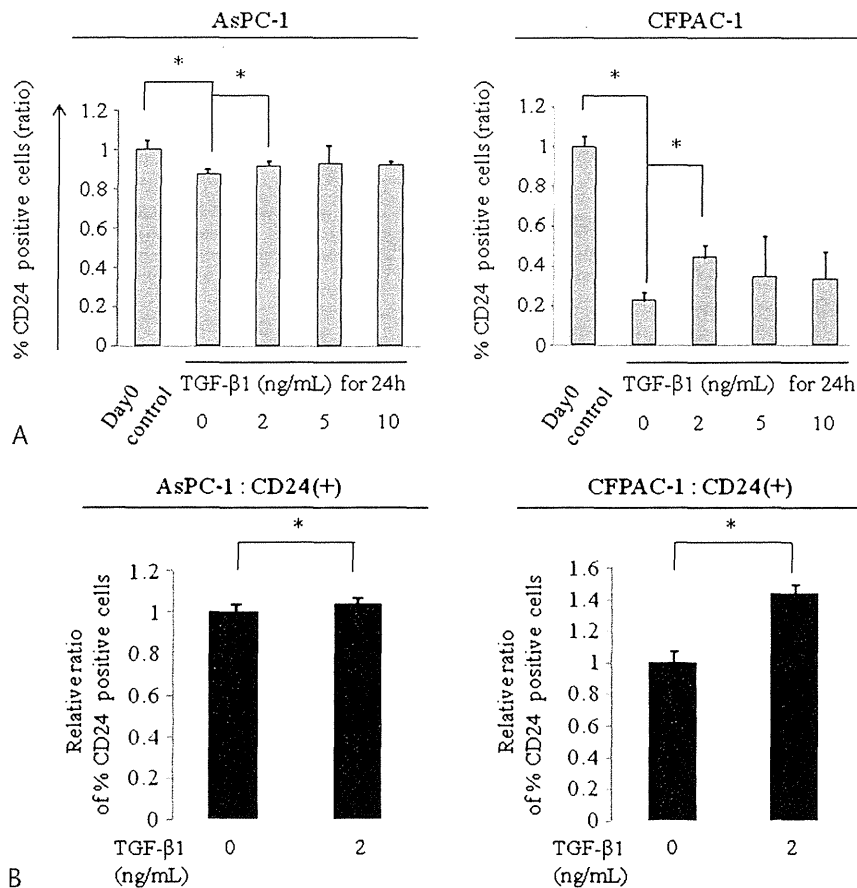 AsPC-1
CFPAC-1
% CD24 positive cells (ratio)
1.2
1
0.8
0.6
0.4
0.2
0
*
*
Day0 control
TGF-β1 (ng/mL) for 24h
0 2 5 10
% CD24 positive cells (ratio)
1.2
1
0.8
0.6
0.4
0.2
0
*
*
Day0 control
TGF-β1 (ng/mL) for 24h
0 2 5 10
A
AsPC-1 : CD24(+)
CFPAC-1 : CD24(+)
Relative ratio
of % CD24 positive cells
1.2
1
0.8
0.6
0.4
0.2
0
*
TGF-β1 0 2
(ng/mL)
Relative ratio
of % CD24 positive cells
1.6
1.4
1.2
1
0.8
0.6
0.4
0.2
0
*
TGF-β1 0 2
(ng/mL)
B